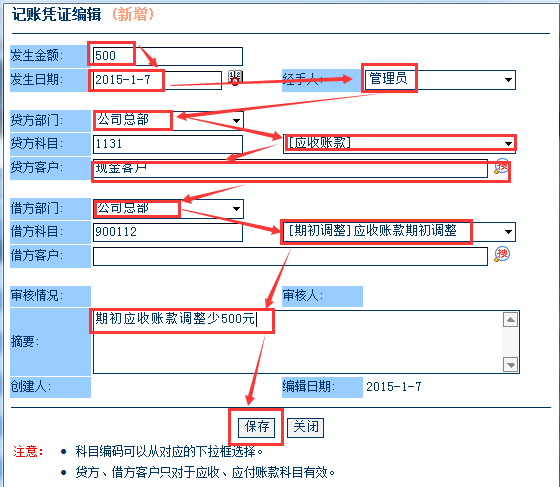 记账凭证编辑 (新增)
发生金额: 500
发生日期: 2015-1-7 12 经手人: 管理员
贷方部门: 公司总部
贷方科目: 1131 [应收账款]
贷方客户: 现金客户 搜
借方部门: 公司总部
借方科目: 900112 [期初调整]应收账款期初调整
借方客户: 搜
审核情况: 审核人:
摘要: 期初应收账款调整少500元
创建人: 编辑日期: 2015-1-7
保存 关闭
注意: • 科目编码可以从对应的下拉框选择。
• 贷方、借方客户只对于应收、应付账款科目有效。